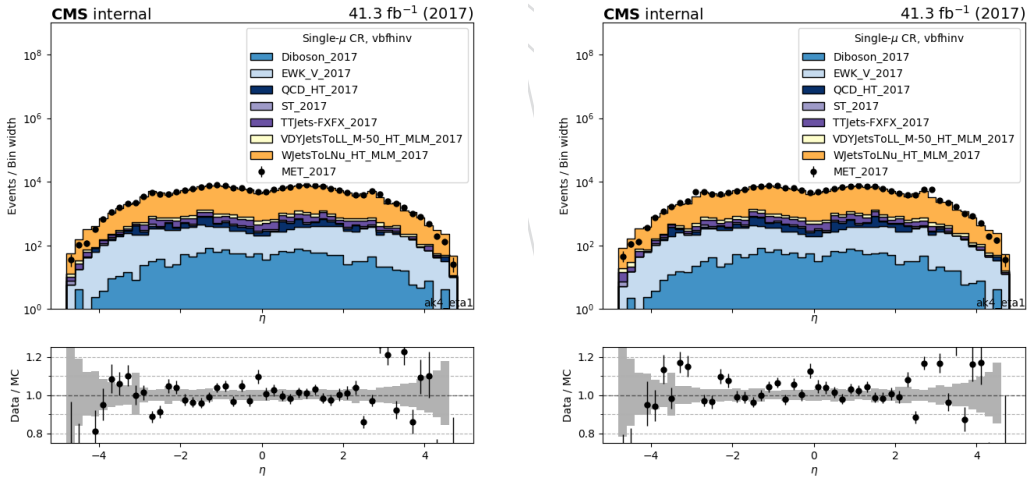 CMS internal 41.3 fb⁻¹ (2017)
Events / Bin width
10⁸
10⁶
10⁴
10²
10⁰
Single-μ CR, vbfhinv
Diboson_2017
EWK_V_2017
QCD_HT_2017
ST_2017
TTJets-FXFX_2017
VDYJetsToLL_M-50_HT_MLM_2017
WJetsToLNu_HT_MLM_2017
MET_2017
ak4_eta1
η
Data / MC
1.2
1.0
0.8
−4 −2 0 2 4
η
CMS internal 41.3 fb⁻¹ (2017)
Events / Bin width
10⁸
10⁶
10⁴
10²
10⁰
Single-μ CR, vbfhinv
Diboson_2017
EWK_V_2017
QCD_HT_2017
ST_2017
TTJets-FXFX_2017
VDYJetsToLL_M-50_HT_MLM_2017
WJetsToLNu_HT_MLM_2017
MET_2017
ak4_eta1
η
Data / MC
1.2
1.0
0.8
−4 −2 0 2 4
η